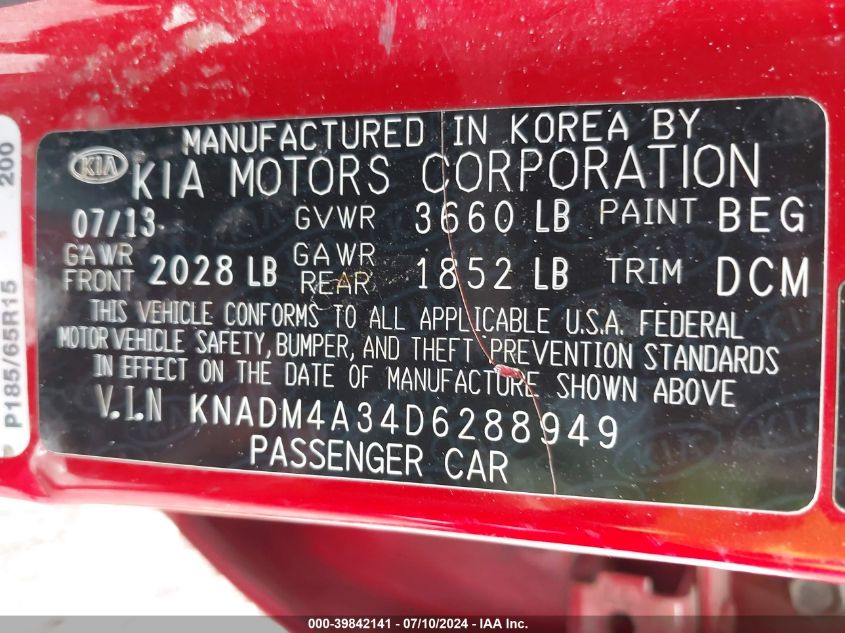 MANUFACTURED IN KOREA BY
KIA KIA MOTORS CORPORATION
07/13 GVWR 3660 LB PAINT BEG
GAWR FRONT 2028 LB GAWR REAR 1852 LB TRIM DCM
THIS VEHICLE CONFORMS TO ALL APPLICABLE U.S.A. FEDERAL
MOTOR VEHICLE SAFETY, BUMPER, AND THEFT PREVENTION STANDARDS
IN EFFECT ON THE DATE OF MANUFACTURE SHOWN ABOVE
V.I.N KNADM4A34D6288949
PASSENGER CAR
P185/65R15 200
000-39842141 / 07/10/2024 - IAA Inc.